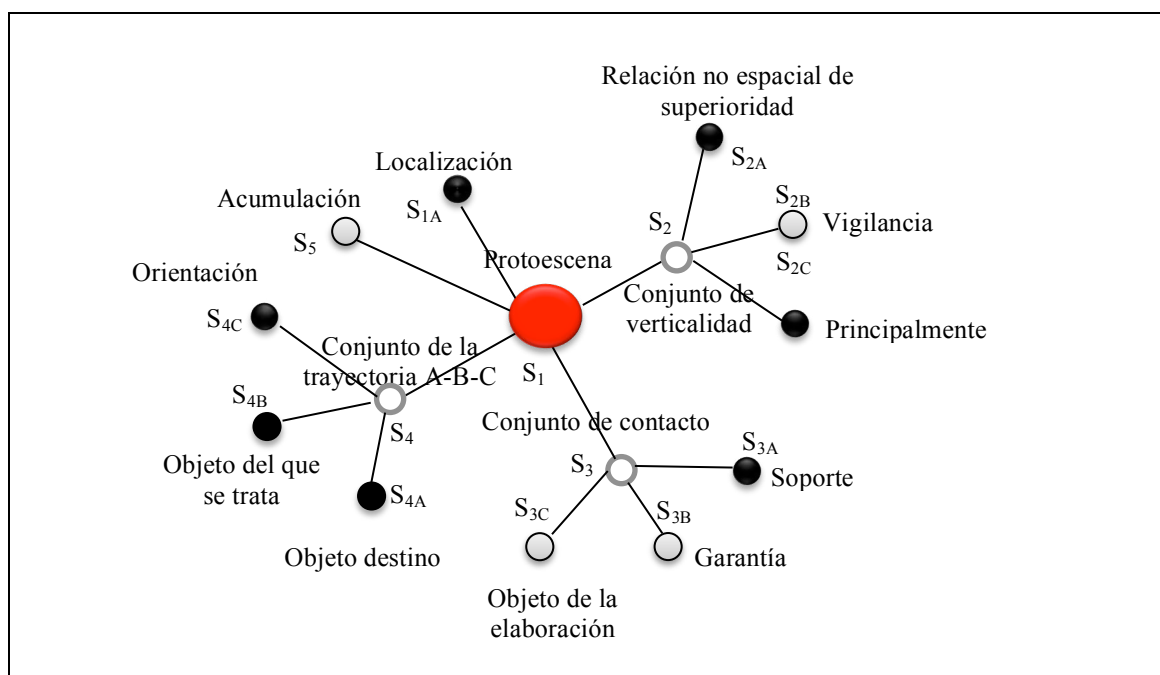 Relación no espacial de
superioridad
S2A
Localización
S1A
Acumulación
S5
S2B
Vigilancia
S2
S2C
Orientación
Protoescena
Conjunto de
verticalidad
Principalmente
S4C
Conjunto de la
trayectoria A-B-C
S1
S4B
S4
Conjunto de contacto
S3A
Objeto del que
se trata
S3
Soporte
S4A
S3C
S3B
Objeto destino
Garantía
Objeto de la
elaboración